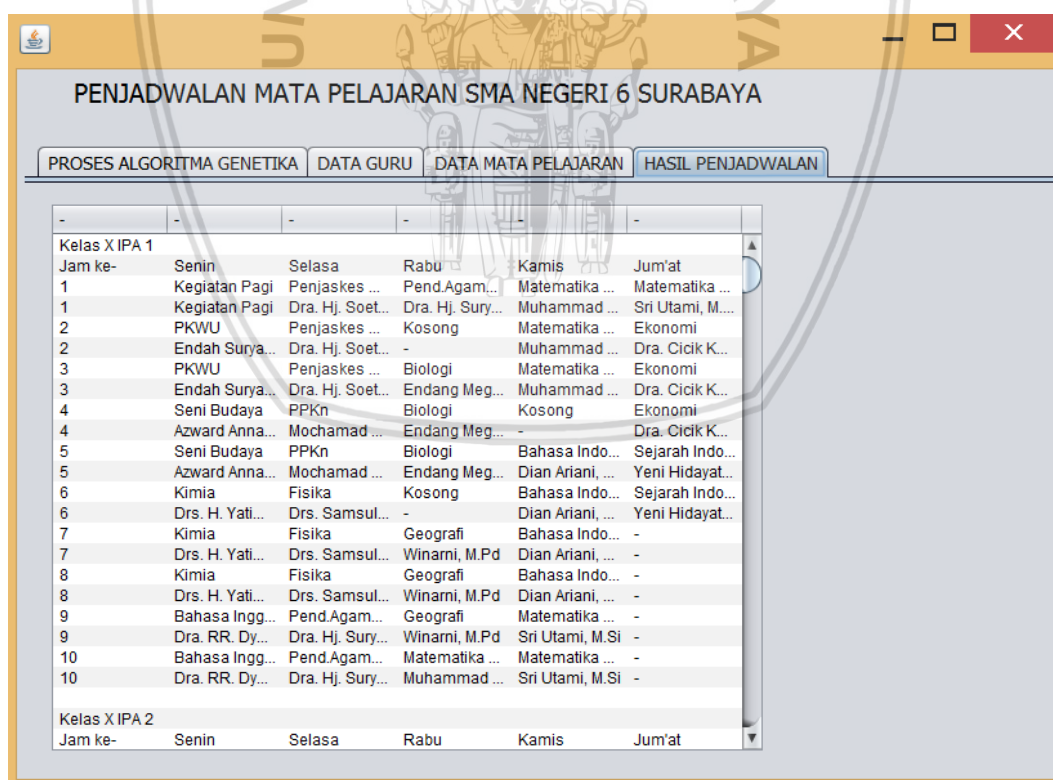 PENJADWALAN MATA PELAJARAN SMA NEGERI 6 SURABAYA
PROSES ALGORITMA GENETIKA DATA GURU DATA MATA PELAJARAN HASIL PENJADWALAN
- - - - - -
Kelas X IPA 1
Jam ke- Senin Selasa Rabu Kamis Jum'at
1 Kegiatan Pagi Penjaskes ... Pend.Agam... Matematika ... Matematika ...
1 Kegiatan Pagi Dra. Hj. Soet... Dra. Hj. Sury... Muhammad ... Sri Utami, M....
2 PKWU Penjaskes ... Kosong Matematika ... Ekonomi
2 Endah Surya... Dra. Hj. Soet... - Muhammad ... Dra. Cicik K...
3 PKWU Penjaskes ... Biologi Matematika ... Ekonomi
3 Endah Surya... Dra. Hj. Soet... Endang Meg... Muhammad ... Dra. Cicik K...
4 Seni Budaya PPKn Biologi Kosong Ekonomi
4 Azward Anna... Mochamad ... Endang Meg... - Dra. Cicik K...
5 Seni Budaya PPKn Biologi Bahasa Indo... Sejarah Indo...
5 Azward Anna... Mochamad ... Endang Meg... Dian Ariani, ... Yeni Hidayat...
6 Kimia Fisika Kosong Bahasa Indo... Sejarah Indo...
6 Drs. H. Yati... Drs. Samsul... - Dian Ariani, ... Yeni Hidayat...
7 Kimia Fisika Geografi Bahasa Indo... -
7 Drs. H. Yati... Drs. Samsul... Winarni, M.Pd Dian Ariani, ... -
8 Kimia Fisika Geografi Bahasa Indo... -
8 Drs. H. Yati... Drs. Samsul... Winarni, M.Pd Dian Ariani, ... -
9 Bahasa Ingg... Pend.Agam... Geografi Matematika ... -
9 Dra. RR. Dy... Dra. Hj. Sury... Winarni, M.Pd Sri Utami, M.Si -
10 Bahasa Ingg... Pend.Agam... Matematika ... Matematika ... -
10 Dra. RR. Dy... Dra. Hj. Sury... Muhammad ... Sri Utami, M.Si -
Kelas X IPA 2
Jam ke- Senin Selasa Rabu Kamis Jum'at